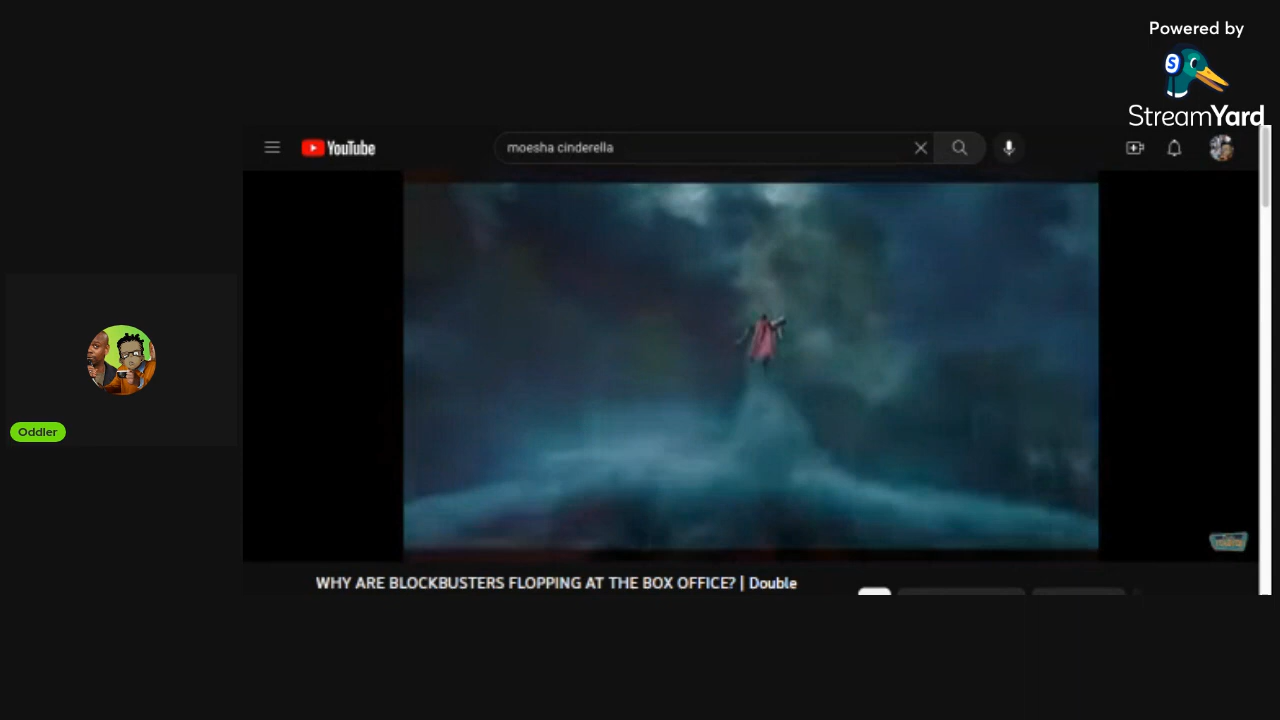 Powered by
StreamYard
YouTube
moesha cinderella
Oddler
WHY ARE BLOCKBUSTERS FLOPPING AT THE BOX OFFICE? | Double